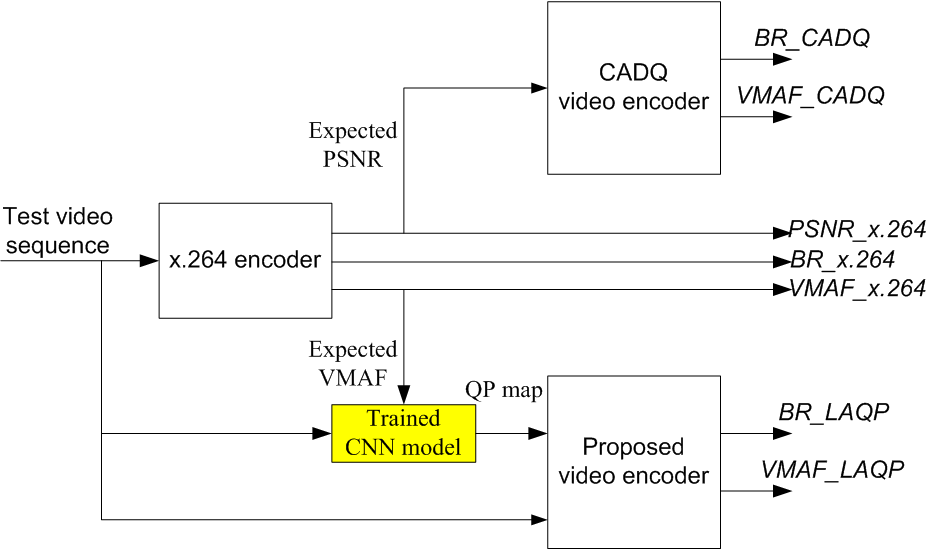 BR_CADQ
CADQ
video encoder
VMAF_CADQ
Expected
PSNR
Test video
sequence
x.264 encoder
PSNR_x.264
BR_x.264
VMAF_x.264
Expected
VMAF
QP map
Trained
CNN model
Proposed
video encoder
BR_LAQP
VMAF_LAQP